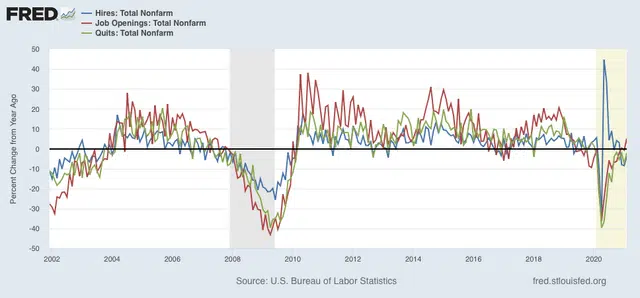 FRED
Hires: Total Nonfarm
Job Openings: Total Nonfarm
Quits: Total Nonfarm
Percent Change from Year Ago
50
40
30
20
10
0
-10
-20
-30
-40
-50
2002 2004 2006 2008 2010 2012 2014 2016 2018 2020
Source: U.S. Bureau of Labor Statistics fred.stlouisfed.org